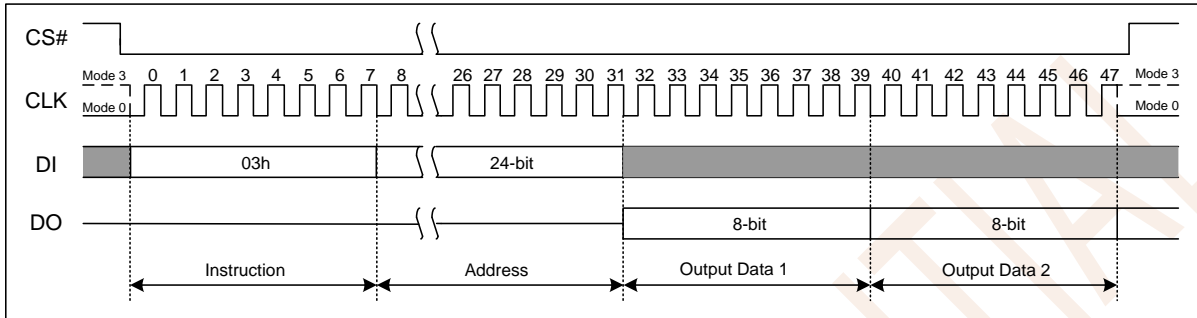 CS#
Mode 3 0 1 2 3 4 5 6 7 8 26 27 28 29 30 31 32 33 34 35 36 37 38 39 40 41 42 43 44 45 46 47 Mode 3
CLK
Mode 0 Mode 0
DI 03h 24-bit
DO 8-bit 8-bit
Instruction Address Output Data 1 Output Data 2